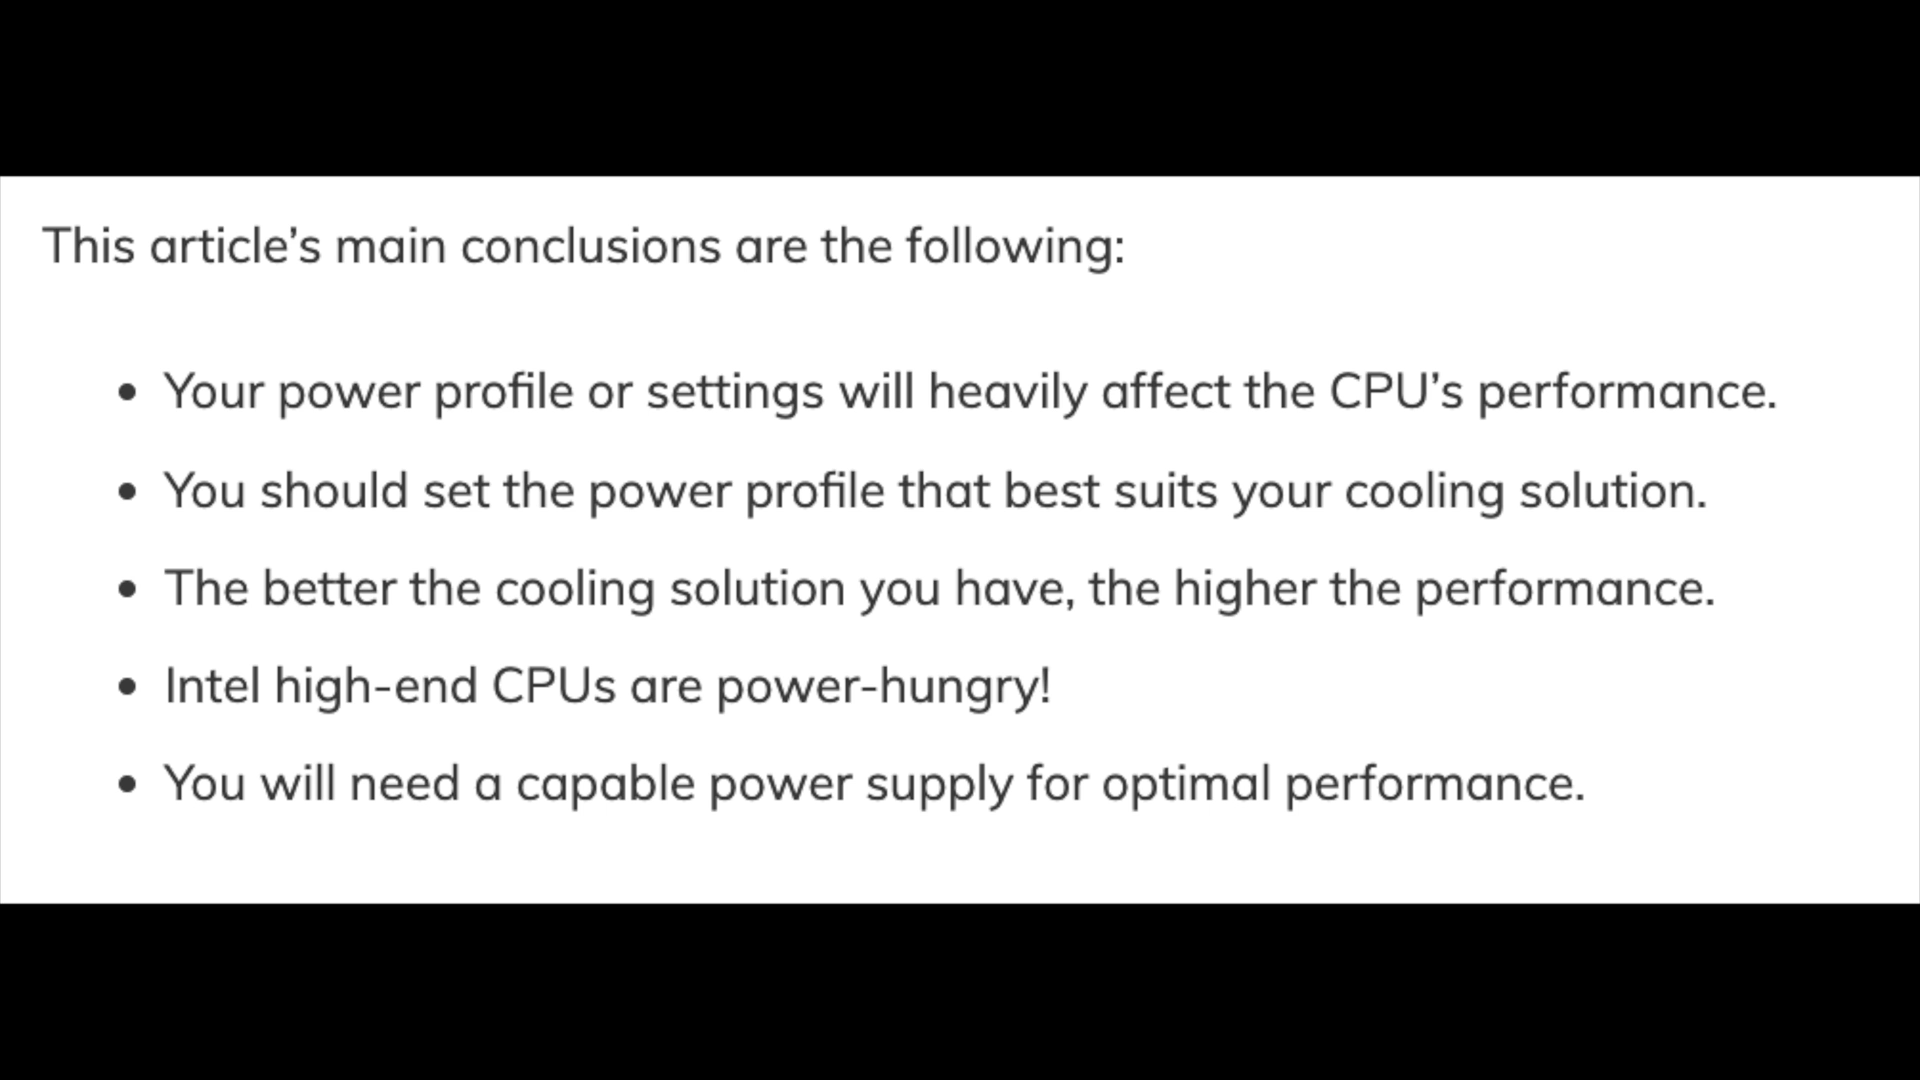 This article’s main conclusions are the following:
• Your power profile or settings will heavily affect the CPU’s performance.
• You should set the power profile that best suits your cooling solution.
• The better the cooling solution you have, the higher the performance.
• Intel high-end CPUs are power-hungry!
• You will need a capable power supply for optimal performance.